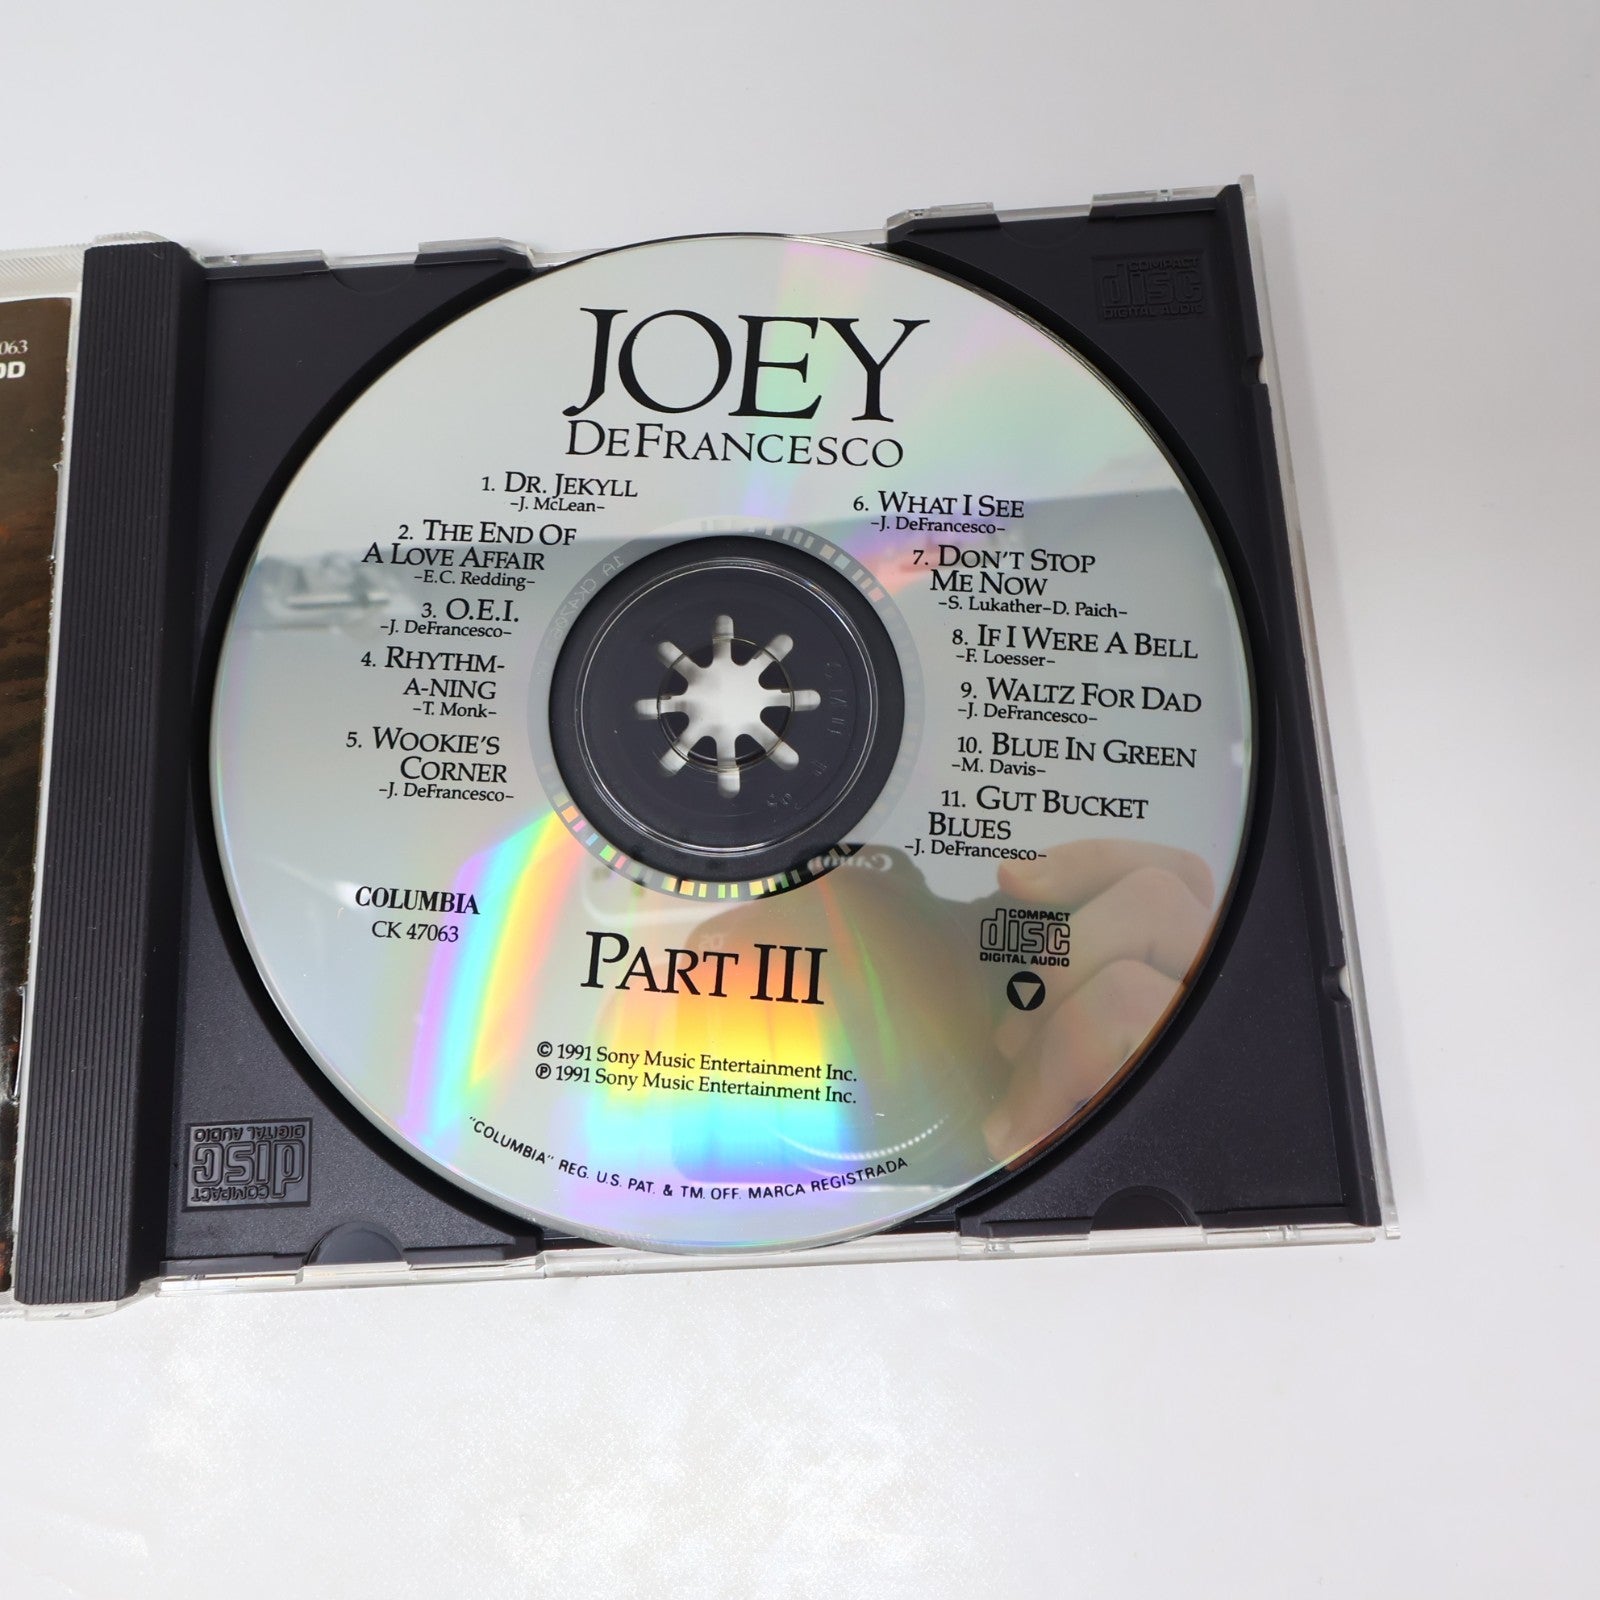 JOEY
DEFRANCESCO
1. DR. JEKYLL
-J. McLean-
2. THE END OF
A LOVE AFFAIR
-E.C. Redding-
3. O.E.I.
-J. DeFrancesco-
4. RHYTHM-
A-NING
-T. Monk-
5. WOOKIE'S
CORNER
-J. DeFrancesco-
6. WHAT I SEE
-J. DeFrancesco-
7. DON'T STOP
ME NOW
-S. Lukather-D. Paich-
8. IF I WERE A BELL
-F. Loesser-
9. WALTZ FOR DAD
-J. DeFrancesco-
10. BLUE IN GREEN
-M. Davis-
11. GUT BUCKET
BLUES
-J. DeFrancesco-
COLUMBIA
CK 47063
PART III
COMPACT
disc
DIGITAL AUDIO
© 1991 Sony Music Entertainment Inc.
℗ 1991 Sony Music Entertainment Inc.
"COLUMBIA" REG. U.S. PAT. & TM. OFF. MARCA REGISTRADA
COMPACT
disc
DIGITAL AUDIO
COMPACT
disc
DIGITAL AUDIO
Canon